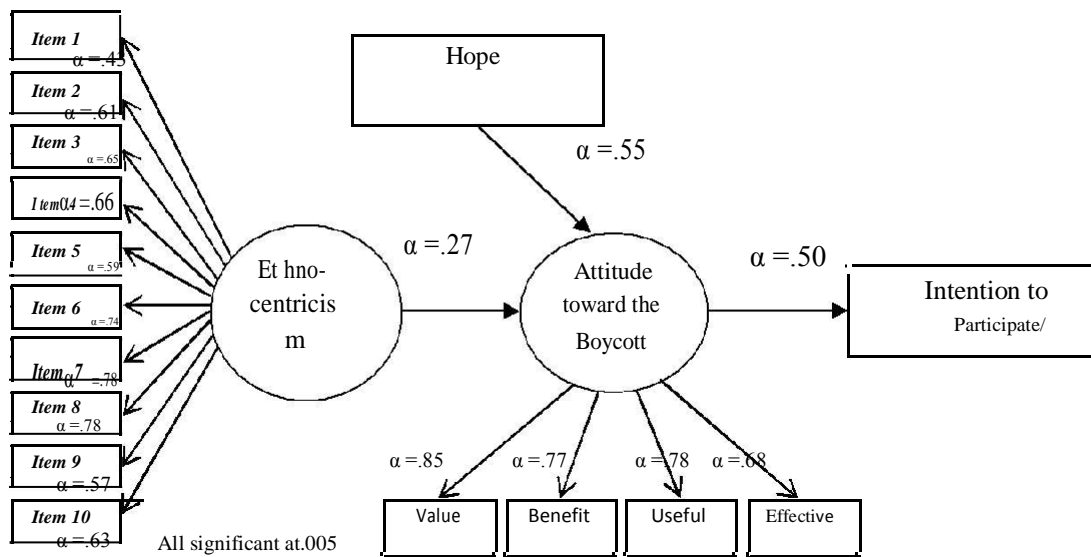 Item 1
α =.43
Item 2
α =.61
Item 3
α =.65
Item 4
α =.66
Item 5
α =.59
Item 6
α =.74
Item 7
α =.78
Item 8
α =.78
Item 9
α =.57
Item 10
α =.63
Et hno-
centricis
m
α =.27
Hope
α =.55
Attitude
toward the
Boycott
α =.50
Intention to
Participate/
α =.85
α =.77
α =.78
α =.68
Value
Benefit
Useful
Effective
All significant at.005